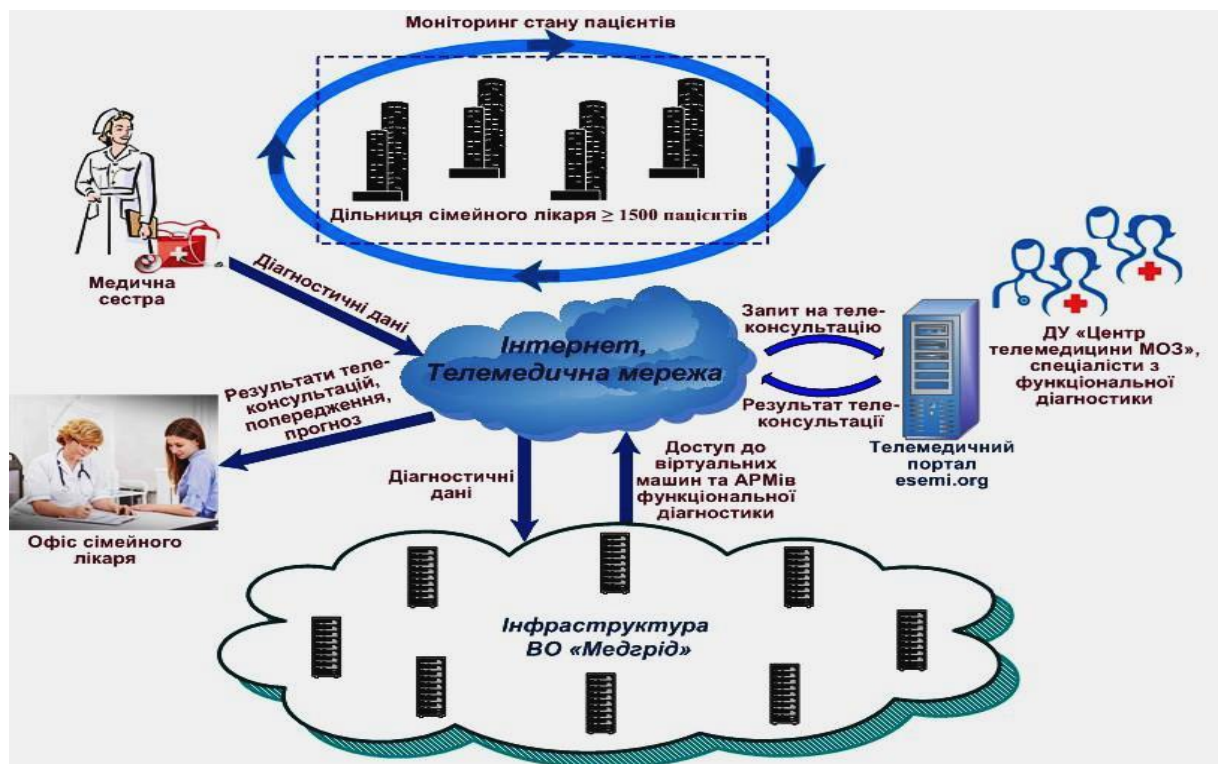 Моніторинг стану пацієнтів
Дільниця сімейного лікаря ≥ 1500 пацієнтів
Медична
сестра
Діагностичні дані
Інтернет,
Телемедична мережа
Запит на теле-
консультацію
Результат теле-
консультації
ДУ «Центр
телемедицини МОЗ»,
спеціалісти з
функціональної
діагностики
Телемедичний
портал
esemi.org
Результати теле-
консультацій,
попередження,
прогноз
Офіс сімейного
лікаря
Діагностичні
дані
Доступ до
віртуальних
машин та АРМів
функціональної
діагностики
Інфраструктура
ВО «Медгрід»